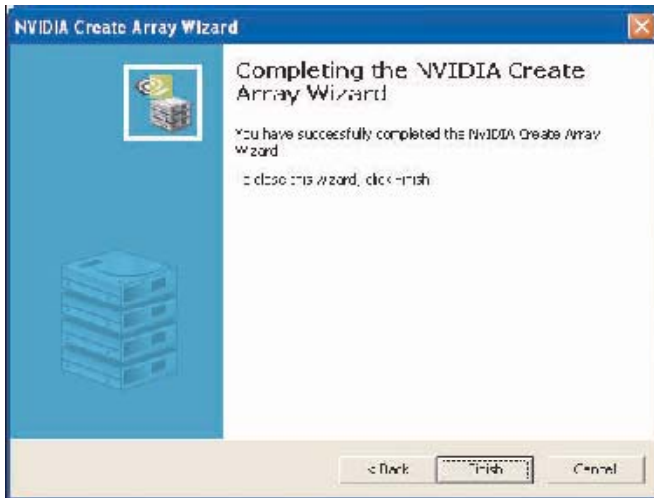 NVIDIA Create Array Wizard
Completing the NVIDIA Create
Array Wizard
You have successfully completed the NVIDIA Create Array
Wizard
To close this wizard, click Finish
< Back
Finish
Cancel